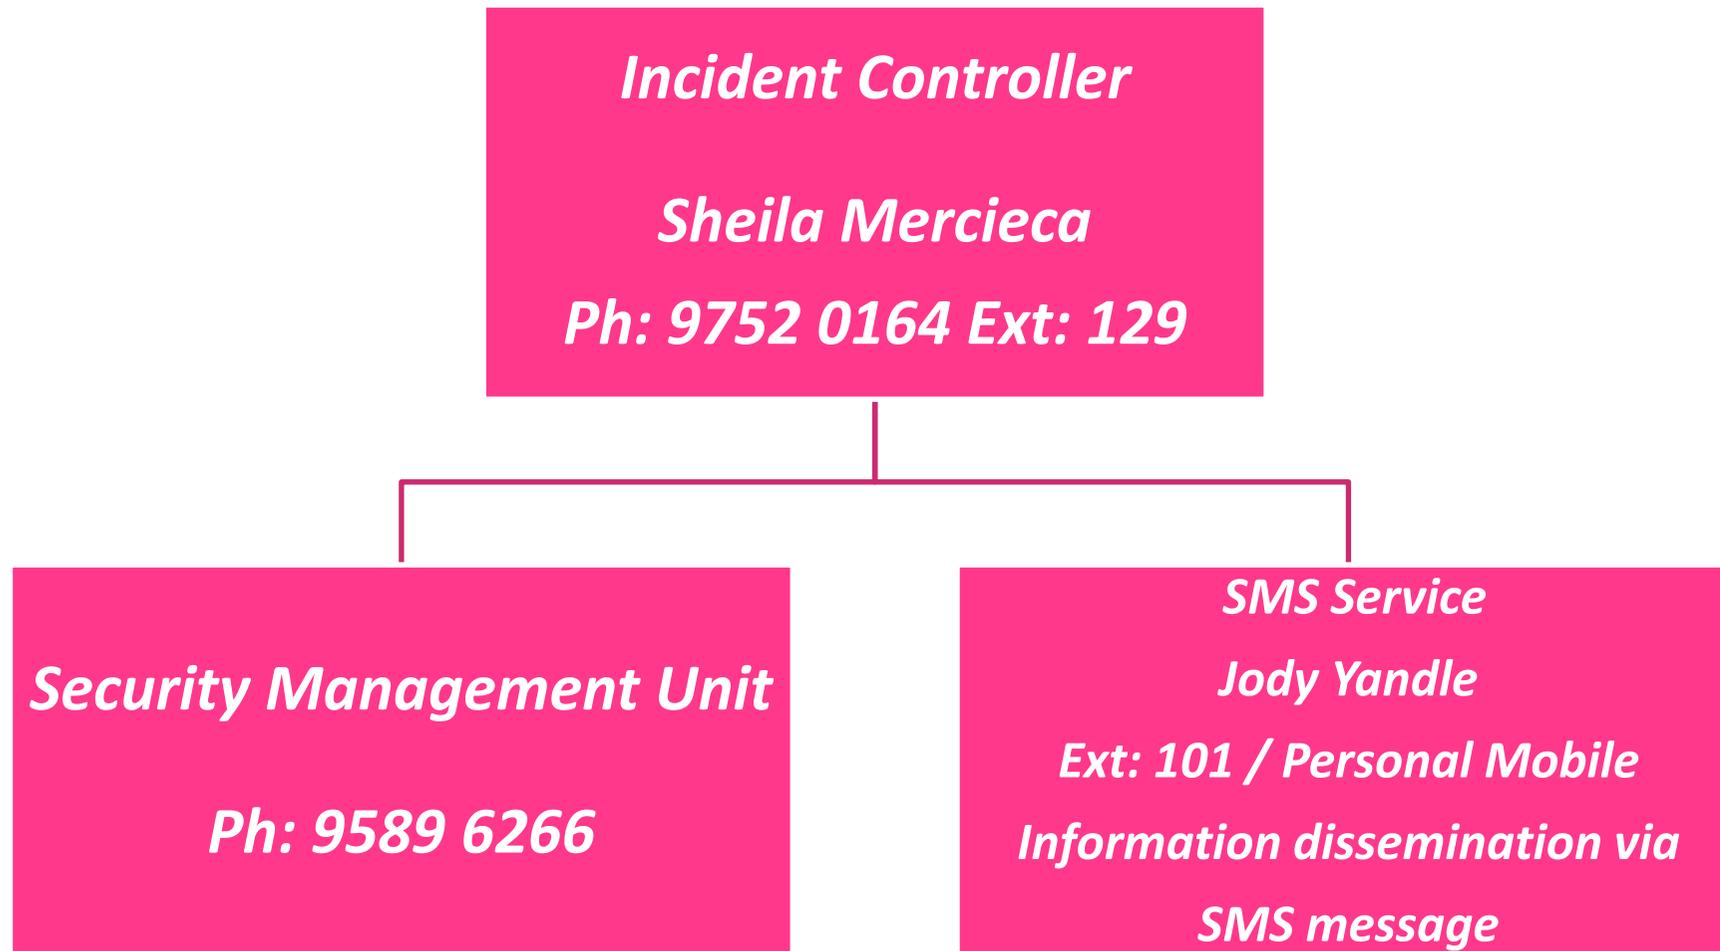 Incident Controller
Sheila Mercieca
Ph: 9752 0164 Ext: 129
Security Management Unit
Ph: 9589 6266
SMS Service
Jody Yandle
Ext: 101 / Personal Mobile
Information dissemination via
SMS message